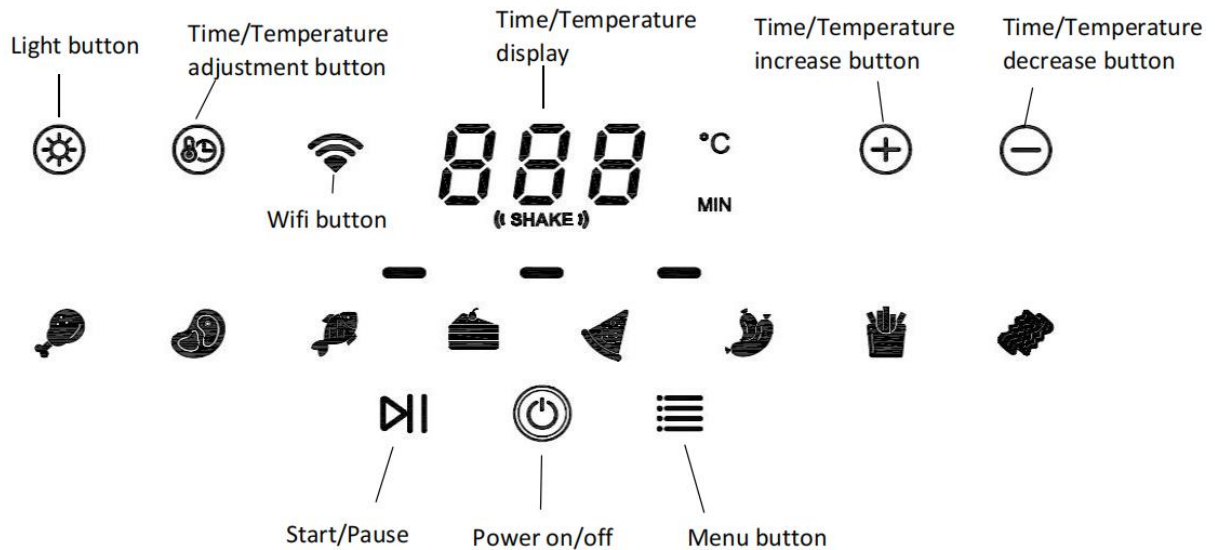 Light button
Time/Temperature
adjustment button
Time/Temperature
display
Time/Temperature
increase button
Time/Temperature
decrease button
888
°C
MIN
SHAKE
Wifi button
Start/Pause
Power on/off
Menu button